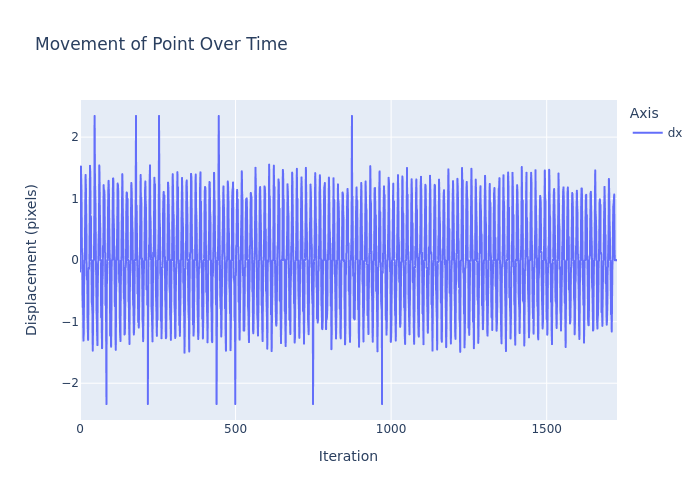 Movement of Point Over Time
Axis
dx
2
1
0
−1
−2
Displacement (pixels)
0
500
1000
1500
Iteration